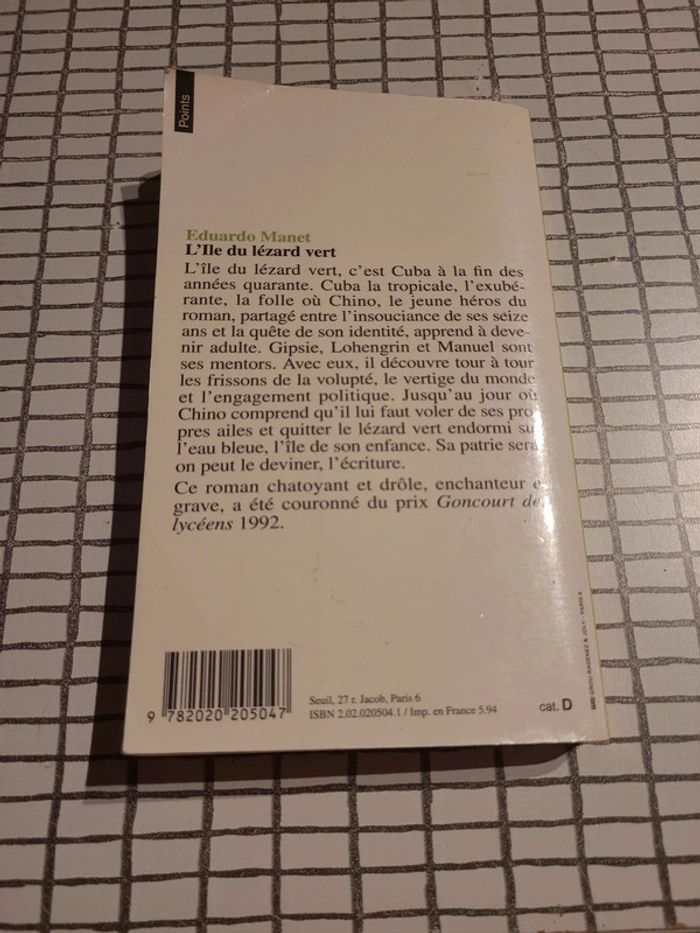 Points
Eduardo Manet
L'Ile du lézard vert
L'île du lézard vert, c'est Cuba à la fin des
années quarante. Cuba la tropicale, l'exubé-
rante, la folle où Chino, le jeune héros du
roman, partagé entre l'insouciance de ses seize
ans et la quête de son identité, apprend à deve-
nir adulte. Gipsie, Lohengrin et Manuel sont
ses mentors. Avec eux, il découvre tour à tour
les frissons de la volupté, le vertige du monde
et l'engagement politique. Jusqu'au jour où
Chino comprend qu'il lui faut voler de ses pro
pres ailes et quitter le lézard vert endormi su
l'eau bleue, l'île de son enfance. Sa patrie sera
on peut le deviner, l'écriture.
Ce roman chatoyant et drôle, enchanteur e
grave, a été couronné du prix Goncourt de
lycéens 1992.
9 782020 205047
Seuil, 27 r. Jacob, Paris 6
ISBN 2.02.020504.1 / Imp. en France 5.94
cat. D